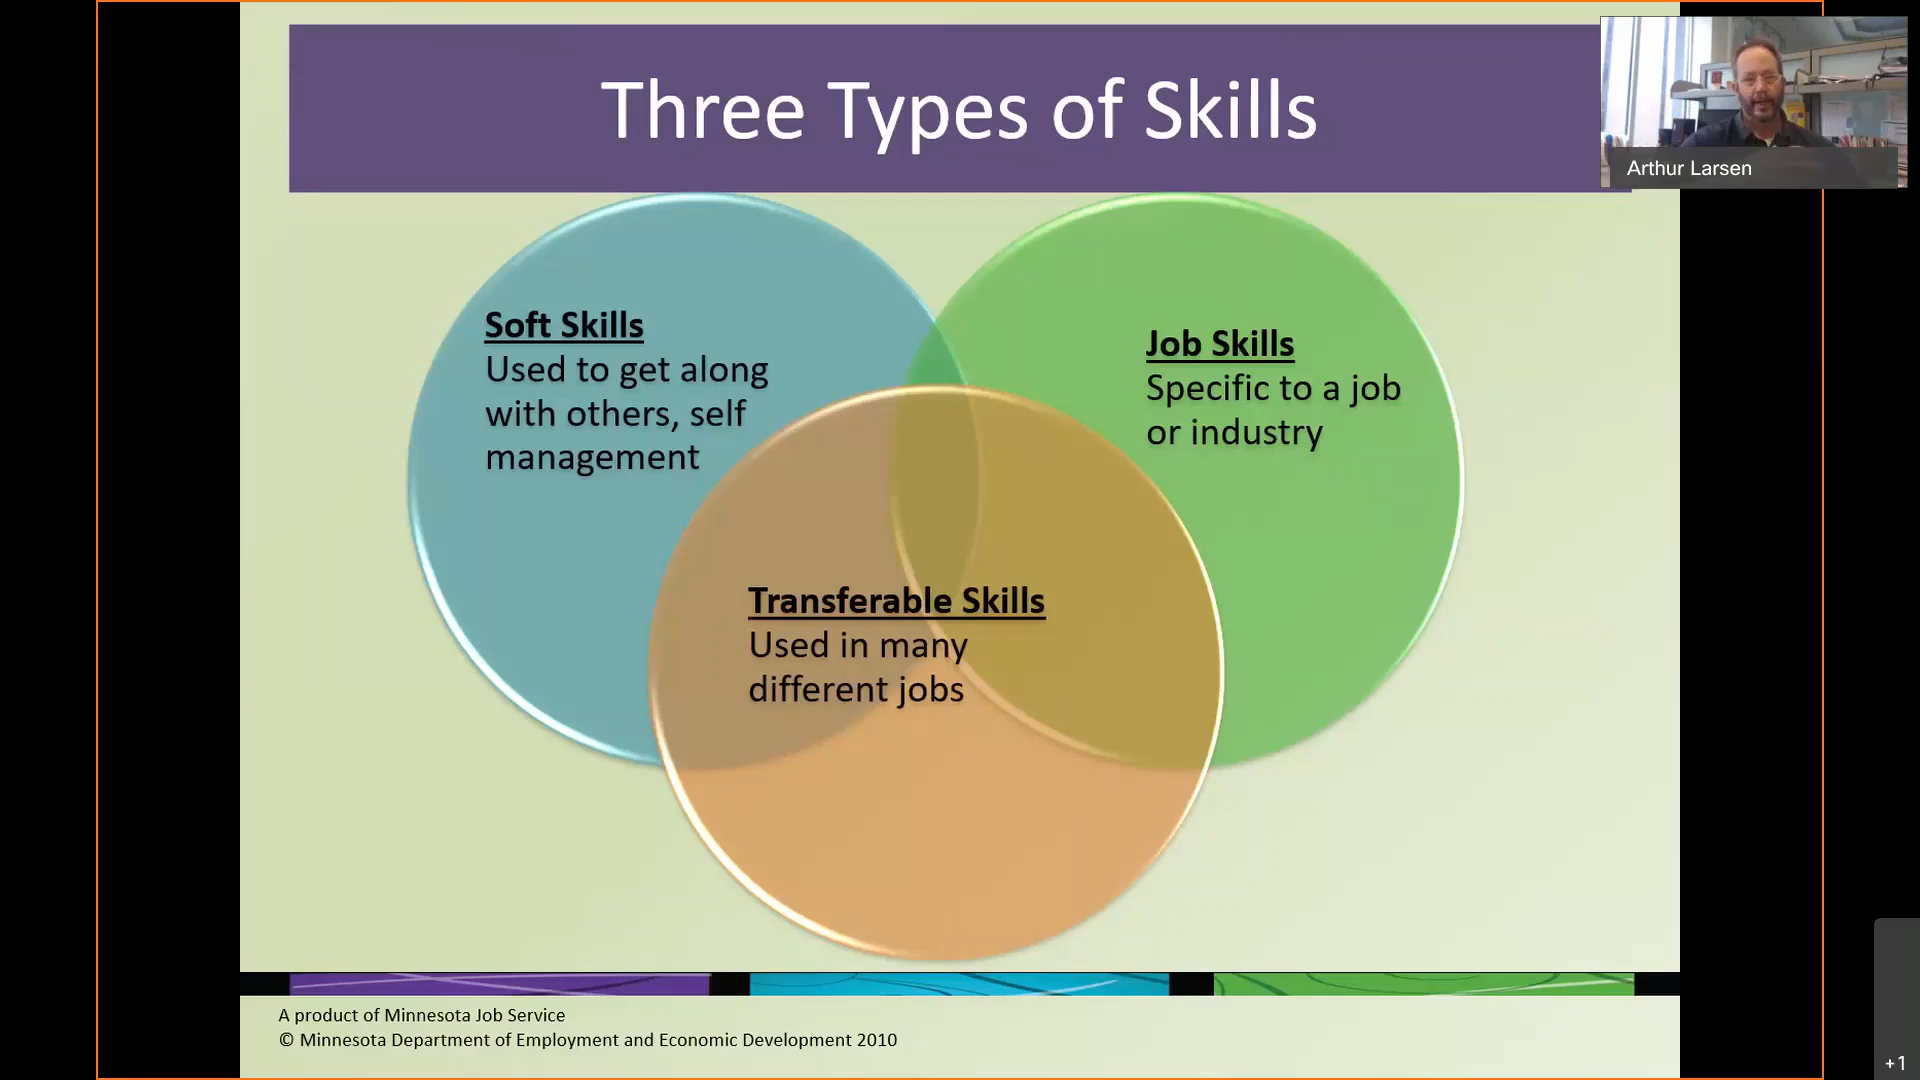 Three Types of Skills
Arthur Larsen
Soft Skills
Used to get along
with others, self
management
Job Skills
Specific to a job
or industry
Transferable Skills
Used in many
different jobs
A product of Minnesota Job Service
© Minnesota Department of Employment and Economic Development 2010
+1